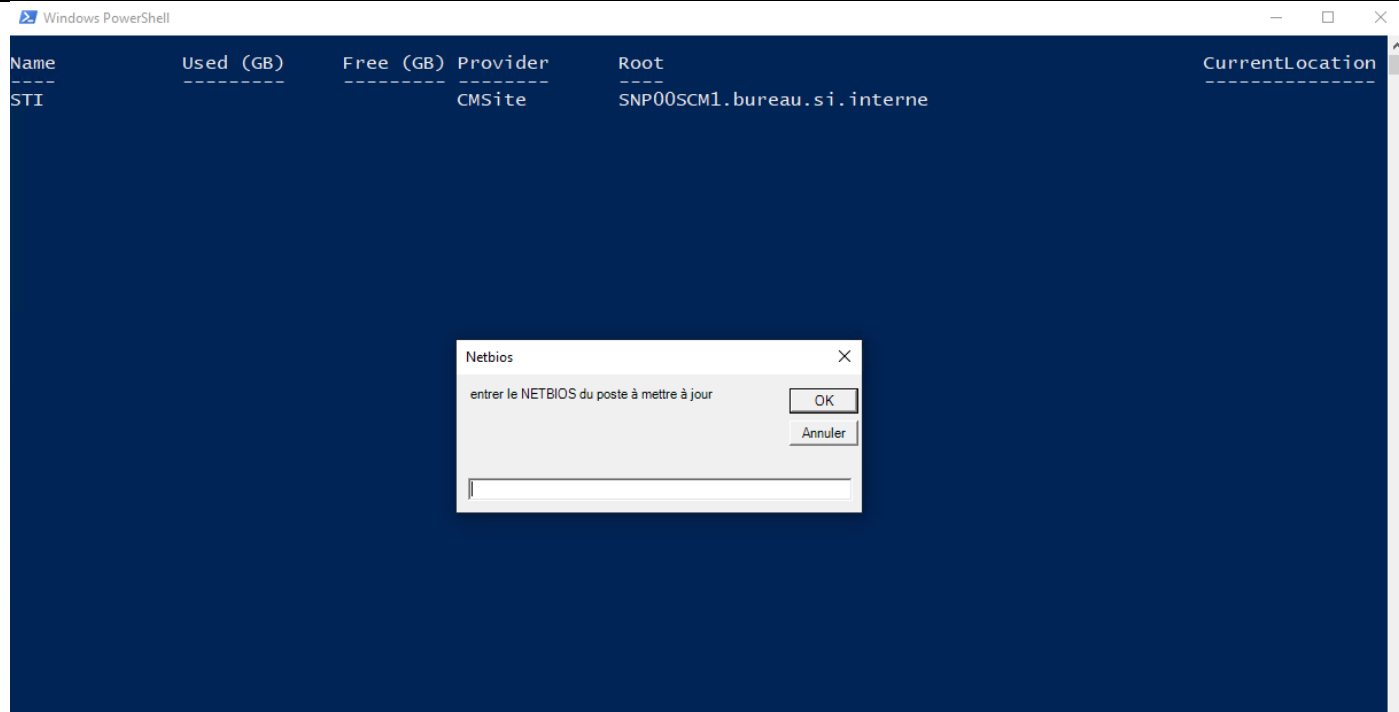 Windows PowerShell
Name Used (GB) Free (GB) Provider Root CurrentLocation
---- --------- --------- -------- ---- ---------------
STI CMSite SNP00SCM1.bureau.si.interne
Netbios
entrer le NETBIOS du poste à mettre à jour
OK
Annuler